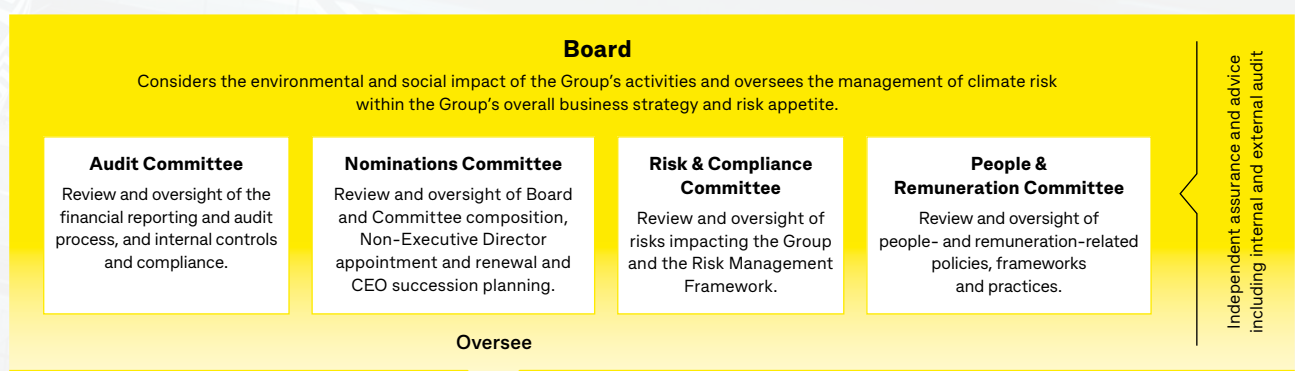 Board
Considers the environmental and social impact of the Group's activities and oversees the management of climate risk
within the Group's overall business strategy and risk appetite.
Audit Committee
Review and oversight of the
financial reporting and audit
process, and internal controls
and compliance.
Nominations Committee
Review and oversight of Board
and Committee composition,
Non-Executive Director
appointment and renewal and
CEO succession planning.
Risk & Compliance
Committee
Review and oversight of
risks impacting the Group
and the Risk Management
Framework.
People &
Remuneration Committee
Review and oversight of
people- and remuneration-related
policies, frameworks
and practices.
Oversee
Independent assurance and advice
including internal and external audit